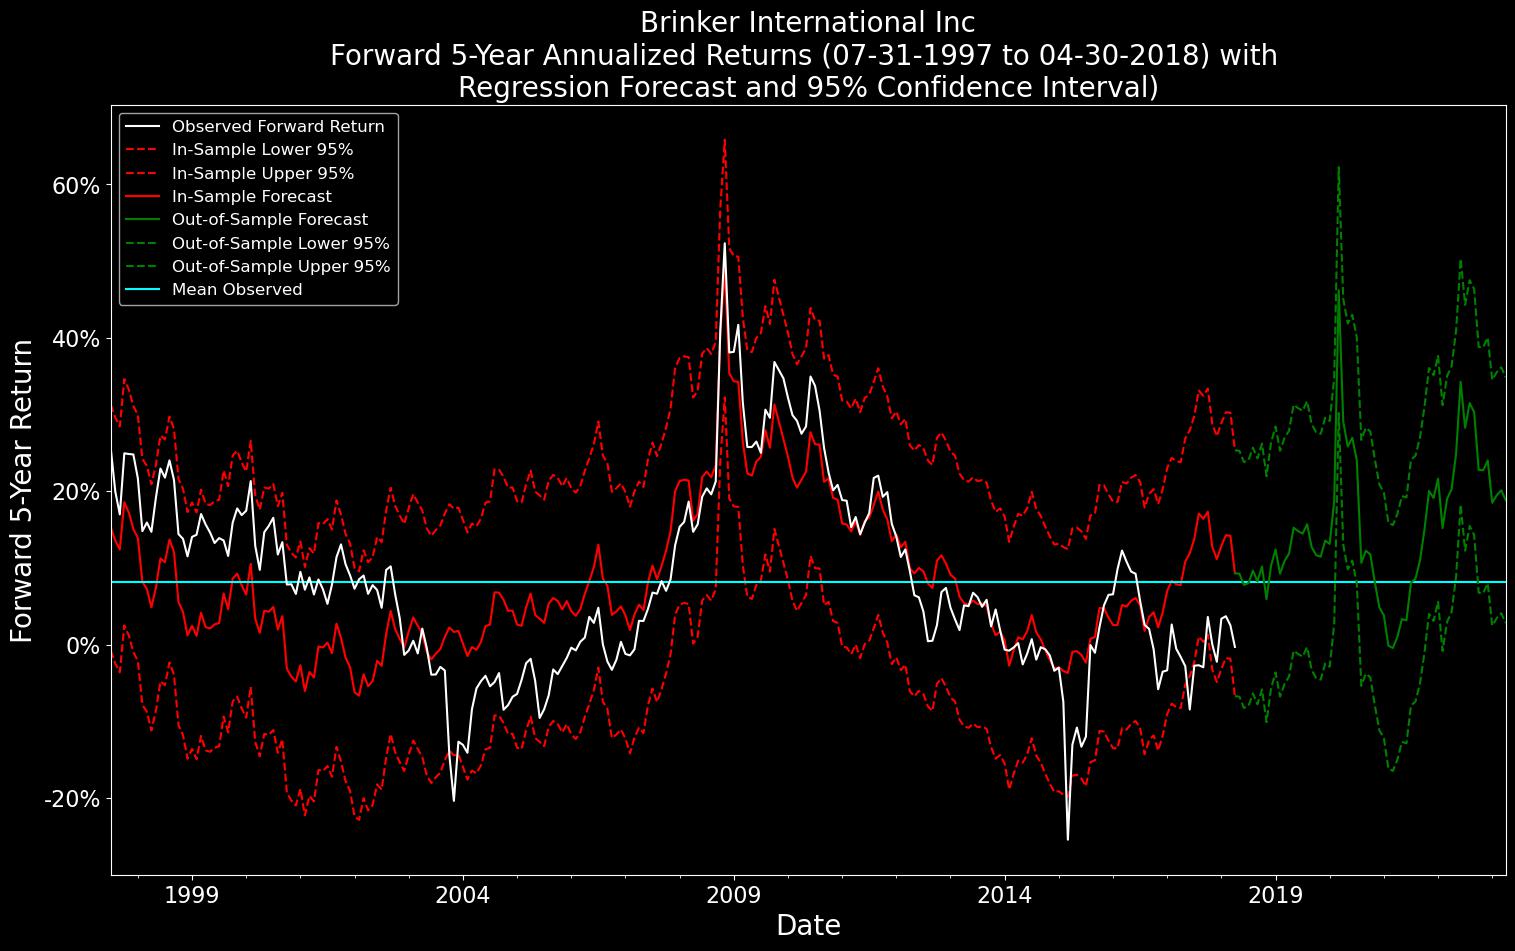 Brinker International Inc
Forward 5-Year Annualized Returns (07-31-1997 to 04-30-2018) with
Regression Forecast and 95% Confidence Interval)
Observed Forward Return
In-Sample Lower 95%
In-Sample Upper 95%
In-Sample Forecast
Out-of-Sample Forecast
Out-of-Sample Lower 95%
Out-of-Sample Upper 95%
Mean Observed
Forward 5-Year Return
60%
40%
20%
0%
-20%
1999
2004
2009
2014
2019
Date